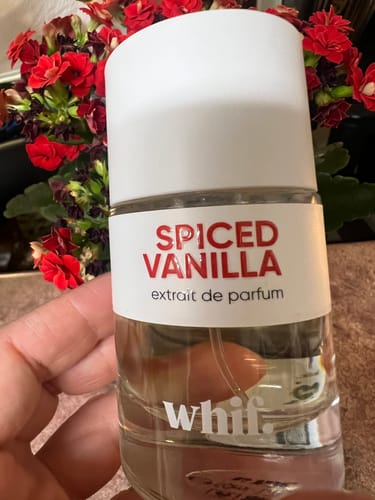 SPICED
VANILLA
extrait de parfum
whif.